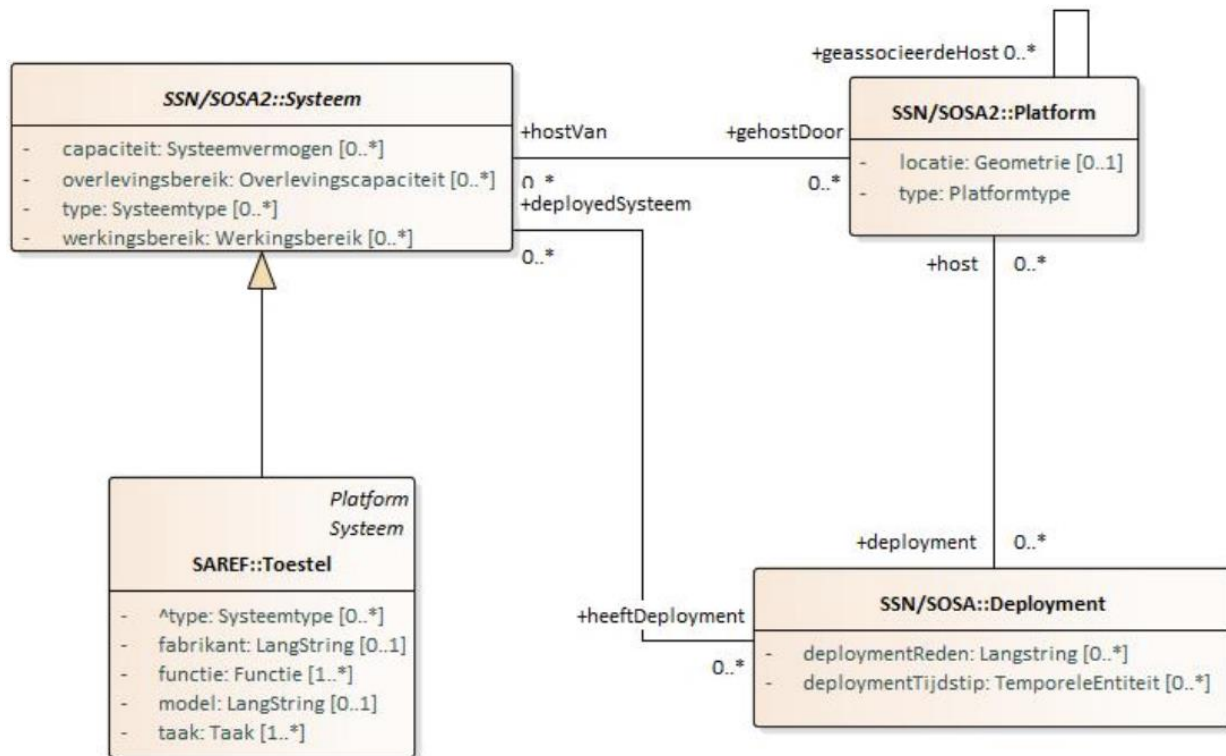 +geassocieerdeHost 0..*
SSN/SOSA2::Systeem
- capaciteit: Systeemvermogen [0..*]
- overlevingsbereik: Overlevingscapaciteit [0..*]
- type: Systeemtype [0..*]
- werkingsbereik: Werkingsbereik [0..*]
+hostVan
0..*
+gehostDoor
0..*
SSN/SOSA2::Platform
- locatie: Geometrie [0..1]
- type: Platformtype
+deployedSysteem
0..*
+host 0..*
Platform
Systeem
SAREF::Toestel
- ^type: Systeemtype [0..*]
- fabrikant: LangString [0..1]
- functie: Functie [1..*]
- model: LangString [0..1]
- taak: Taak [1..*]
+deployment 0..*
+heeftDeployment
0..*
SSN/SOSA::Deployment
- deploymentReden: Langstring [0..*]
- deploymentTijdstip: TemporeleEntiteit [0..*]